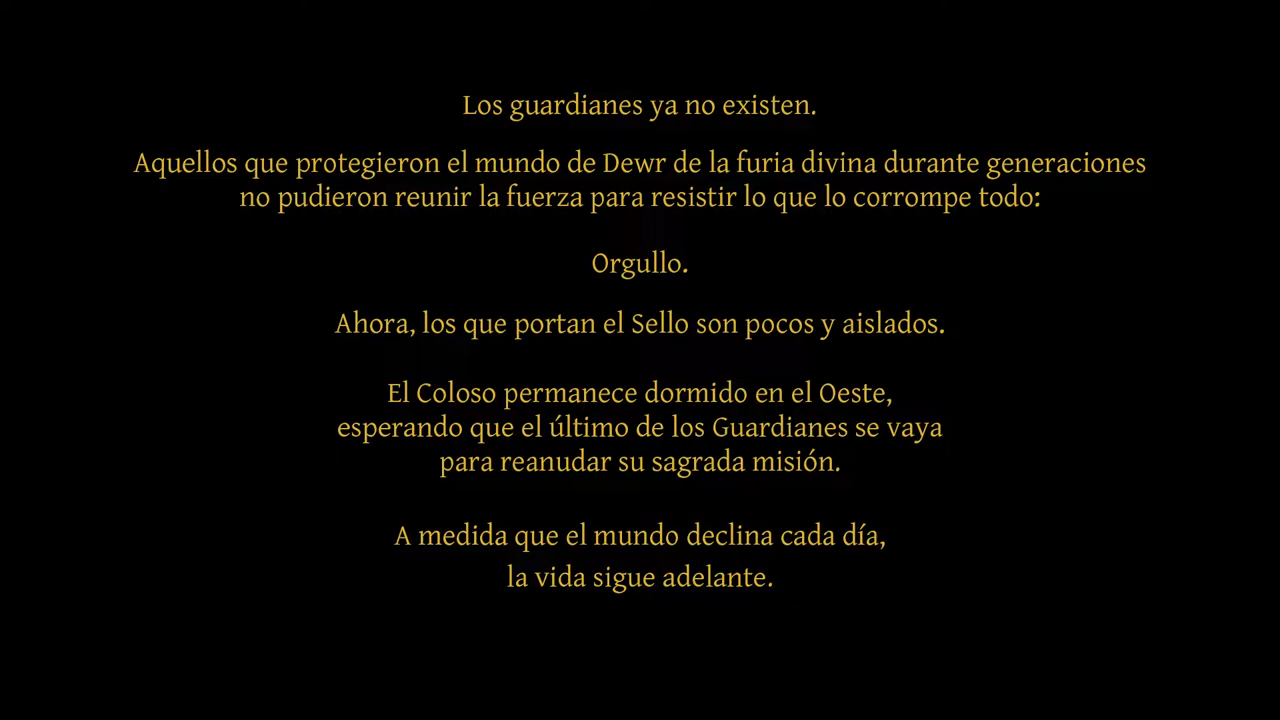 Los guardianes ya no existen.
Aquellos que protegieron el mundo de Dewr de la furia divina durante generaciones
no pudieron reunir la fuerza para resistir lo que lo corrompe todo:
Orgullo.
Ahora, los que portan el Sello son pocos y aislados.
El Coloso permanece dormido en el Oeste,
esperando que el último de los Guardianes se vaya
para reanudar su sagrada misión.
A medida que el mundo declina cada día,
la vida sigue adelante.